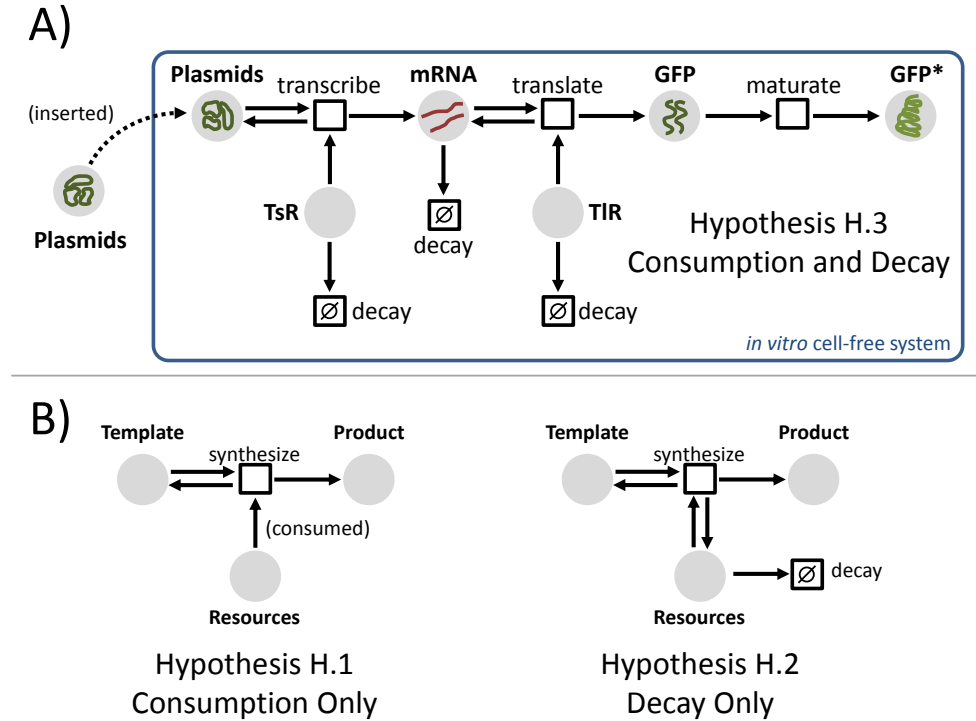 A)
Plasmids
transcribe
mRNA
translate
GFP
maturate
GFP*
(inserted)
Plasmids
TsR
∅
decay
TlR
∅ decay
∅ decay
Hypothesis H.3
Consumption and Decay
in vitro cell-free system
B)
Template
synthesize
Product
(consumed)
Resources
Hypothesis H.1
Consumption Only
Template
synthesize
Product
∅ decay
Resources
Hypothesis H.2
Decay Only